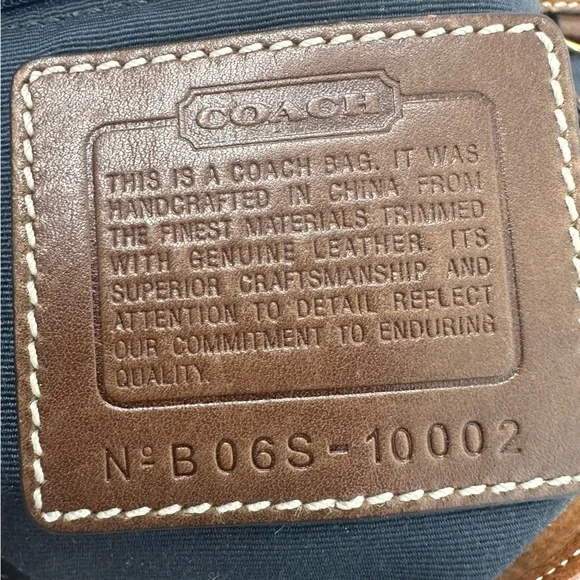 COACH
THIS IS A COACH BAG. IT WAS
HANDCRAFTED IN CHINA FROM
THE FINEST MATERIALS TRIMMED
WITH GENUINE LEATHER. ITS
SUPERIOR CRAFTSMANSHIP AND
ATTENTION TO DETAIL REFLECT
OUR COMMITMENT TO ENDURING
QUALITY.
Nº B06S-10002